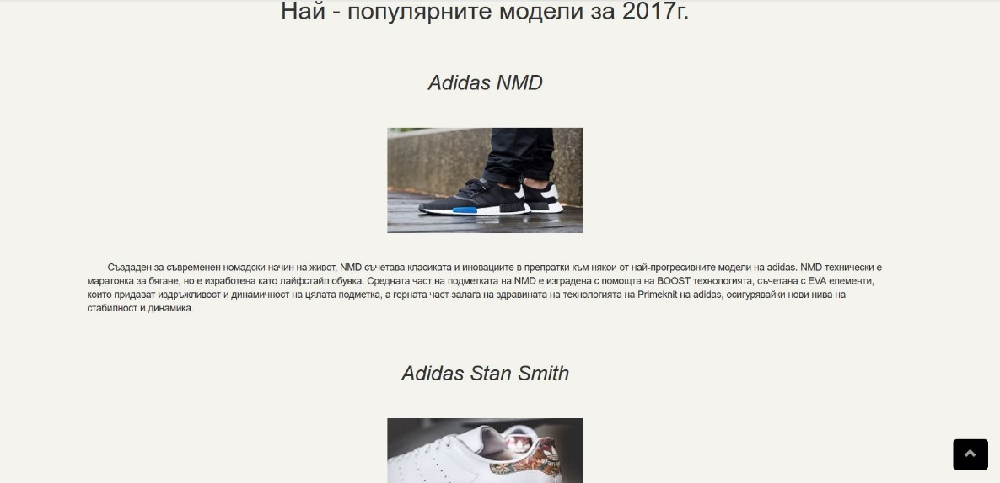 Най - популярните модели за 2017г.
Adidas NMD
Създаден за съвременен номадски начин на живот, NMD съчетава класиката и иновациите в препратки към някои от най-прогресивните модели на adidas. NMD технически е
маратонка за бягане, но е изработена като лайфстайл обувка. Средната част на подметката на NMD е изградена с помощта на BOOST технологията, съчетана с EVA елементи,
които придават издръжливост и динамичност на цялата подметка, а горната част залага на здравината на технологията на Primeknit на adidas, осигурявайки нови нива на
стабилност и динамика.
Adidas Stan Smith